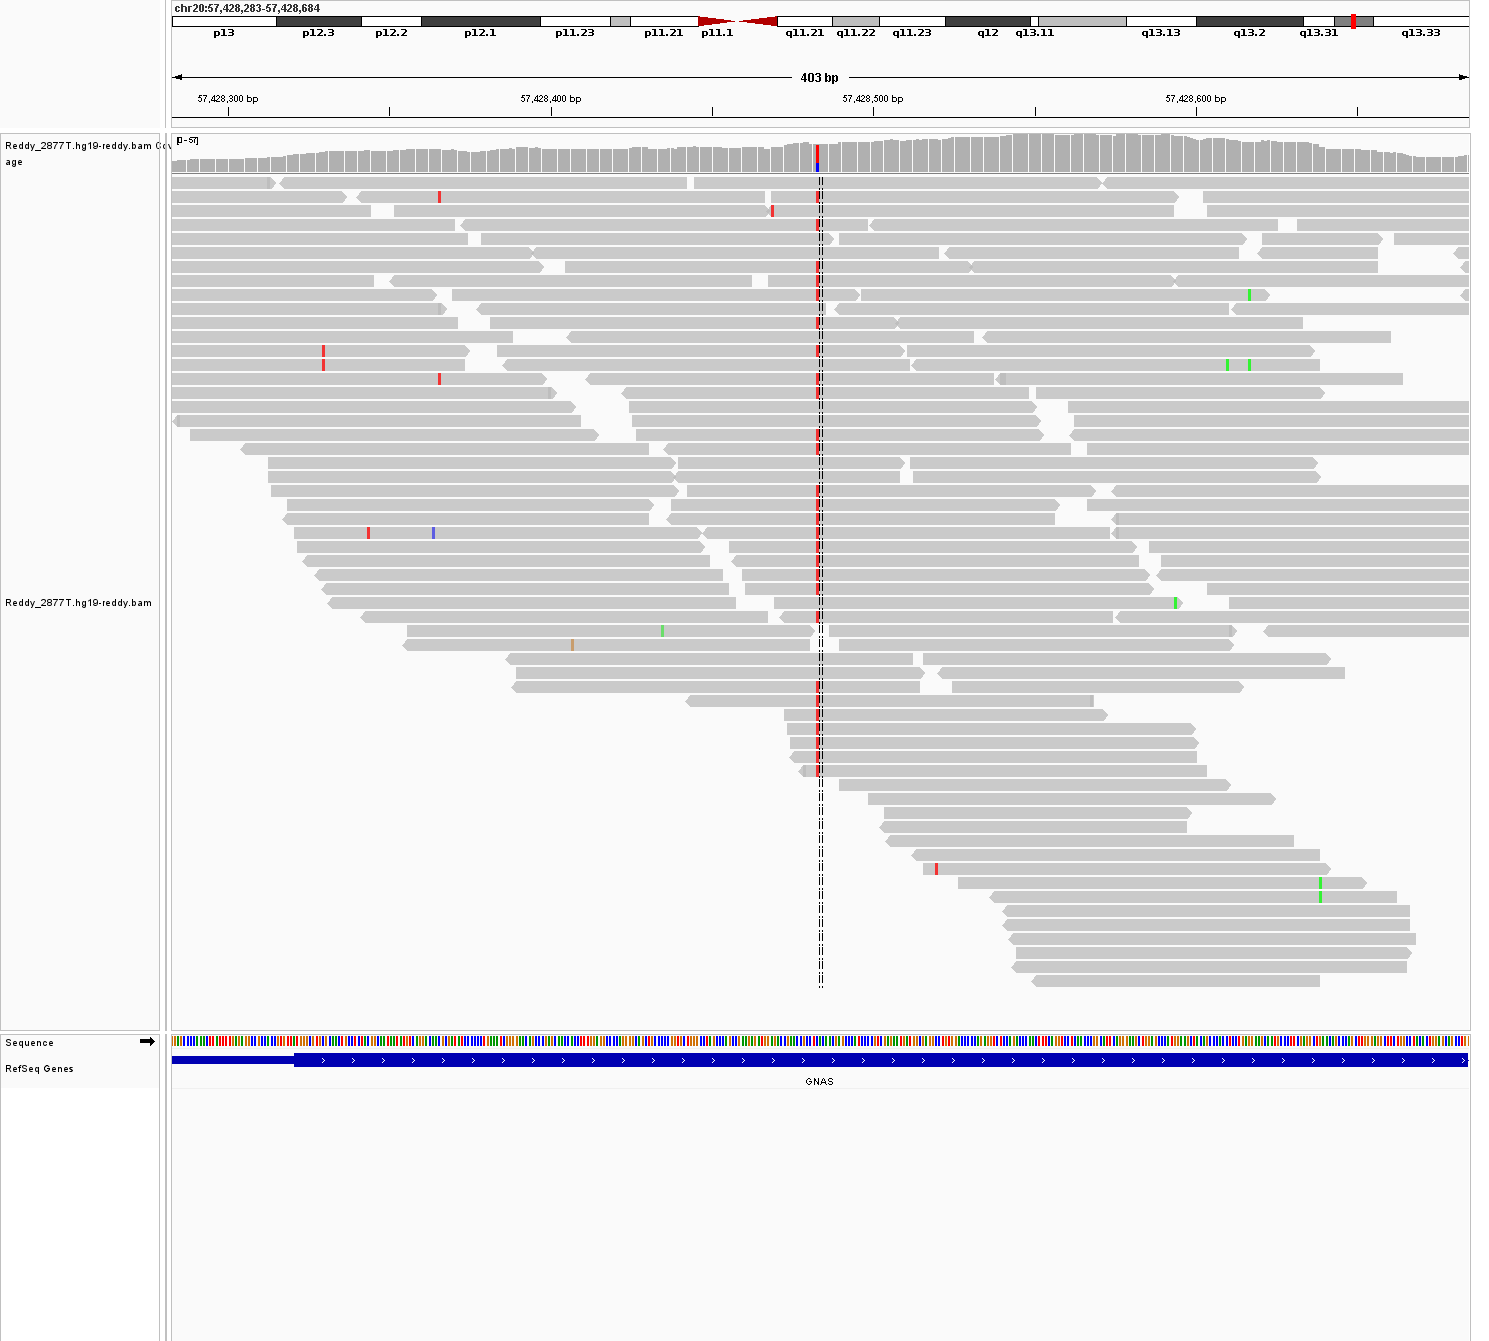 chr20:57,428,283-57,428,684
p13 p12.3 p12.2 p12.1 p11.23 p11.21 p11.1 q11.21 q11.22 q11.23 q12 q13.11 q13.13 q13.2 q13.31 q13.33
403 bp
57,428,300 bp 57,428,400 bp 57,428,500 bp 57,428,600 bp
Reddy_2877T.hg19-reddy.bam Cov
age
[0-57]
Reddy_2877T.hg19-reddy.bam
Sequence
RefSeq Genes
GNAS